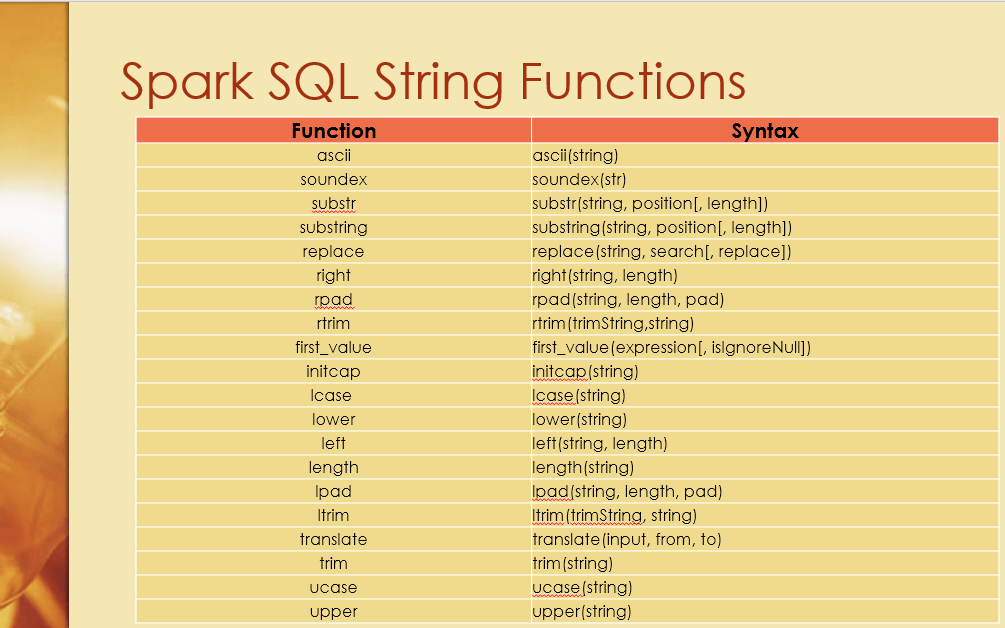 Spark SQL String Functions
Function Syntax
ascii ascii(string)
soundex soundex(str)
substr substr(string, position[, length])
substring substring(string, position[, length])
replace replace(string, search[, replace])
right right(string, length)
rpad rpad(string, length, pad)
rtrim rtrim(trimString,string)
first_value first_value(expression[, isIgnoreNull])
initcap initcap(string)
lcase lcase(string)
lower lower(string)
left left(string, length)
length length(string)
lpad lpad(string, length, pad)
ltrim ltrim(trimString, string)
translate translate(input, from, to)
trim trim(string)
ucase ucase(string)
upper upper(string)